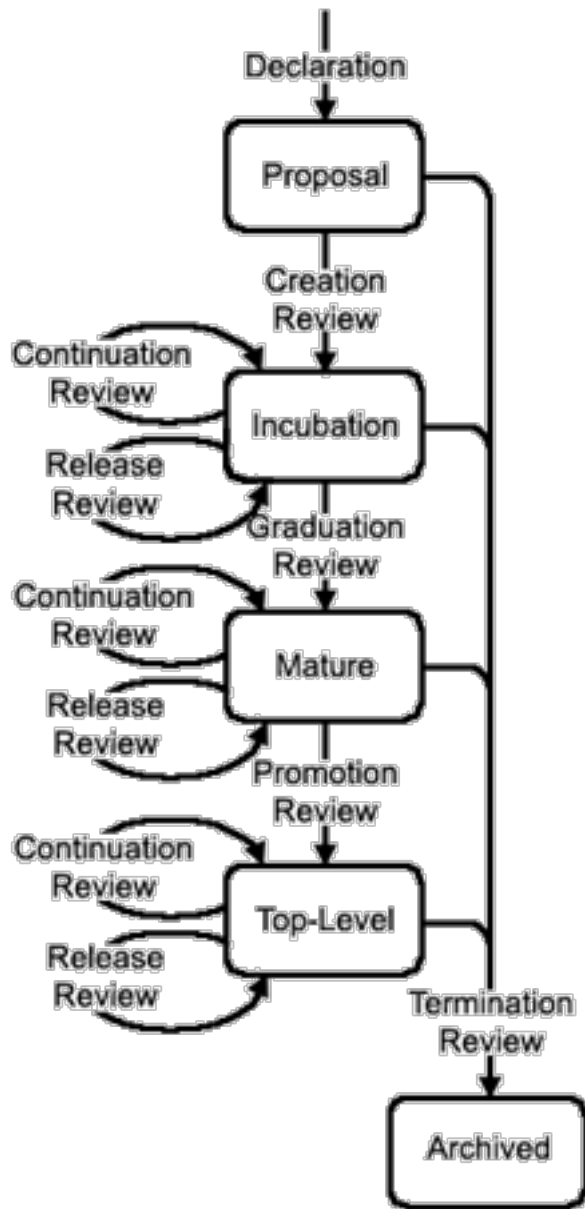 Declaration
Proposal
Creation
Review
Continuation
Review
Incubation
Release
Review
Graduation
Review
Continuation
Review
Mature
Release
Review
Promotion
Review
Continuation
Review
Top-Level
Release
Review
Termination
Review
Archived